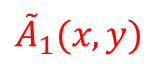 Ã₁(x, y)